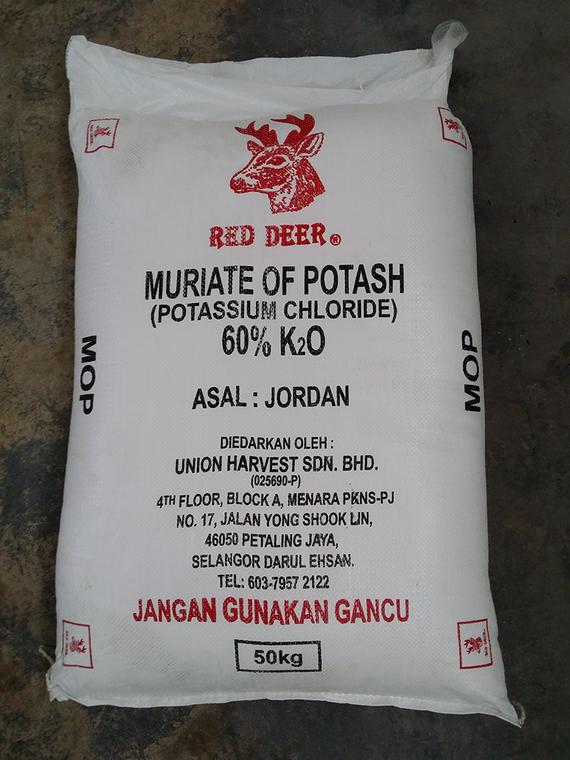 RED DEER®
MURIATE OF POTASH
(POTASSIUM CHLORIDE)
60% K₂O
MOP
MOP
ASAL : JORDAN
DIEDARKAN OLEH :
UNION HARVEST SDN. BHD.
(025690-P)
4TH FLOOR, BLOCK A, MENARA PKNS-PJ
NO. 17, JALAN YONG SHOOK LIN,
46050 PETALING JAYA,
SELANGOR DARUL EHSAN.
TEL: 603-7957 2122
JANGAN GUNAKAN GANCU
50kg